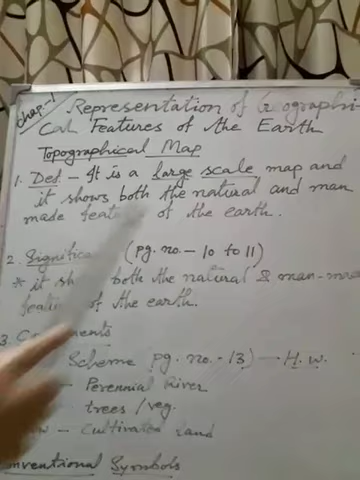 Chap.-1
Representation of Geographi-
cal Features of the Earth
Topographical Map
1. Def - It is a large scale map and
it shows both the natural and man
made of the earth.
2. (pg. no. - 10 to 11)
* it both the natural & man-
of the earth.
3.
Scheme pg. no. - 13) - H.W.
- Perennial River
trees / veg.
- Cultivated land
Symbols